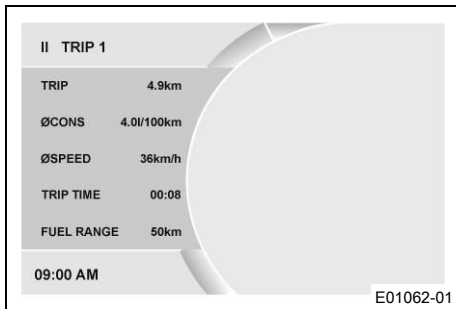 II TRIP 1
TRIP 4.9km
ØCONS 4.0l/100km
ØSPEED 36km/h
TRIP TIME 00:08
FUEL RANGE 50km
09:00 AM
E01062-01